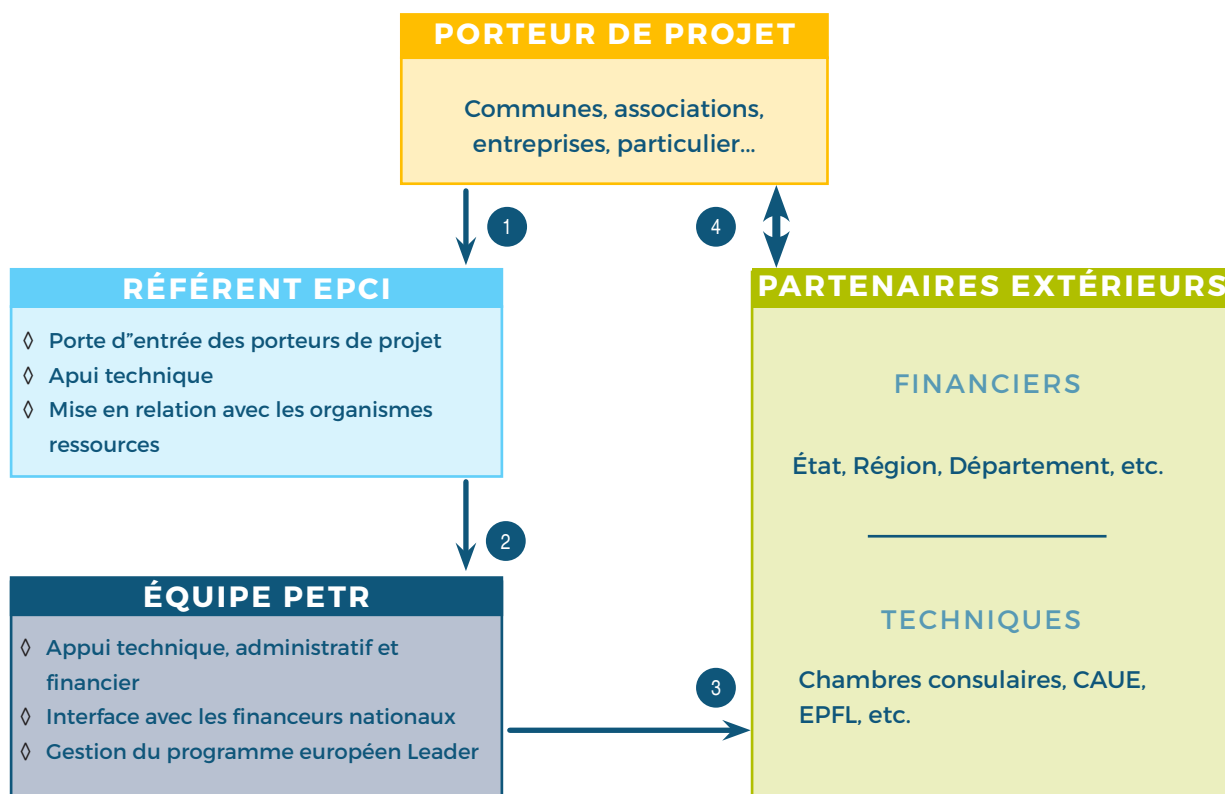 PORTEUR DE PROJET
Communes, associations,
entreprises, particulier...
1
4
RÉFÉRENT EPCI
◊ Porte d"entrée des porteurs de projet
◊ Apui technique
◊ Mise en relation avec les organismes
ressources
2
ÉQUIPE PETR
◊ Appui technique, administratif et
financier
◊ Interface avec les financeurs nationaux
◊ Gestion du programme européen Leader
3
PARTENAIRES EXTÉRIEURS
FINANCIERS
État, Région, Département, etc.
TECHNIQUES
Chambres consulaires, CAUE,
EPFL, etc.